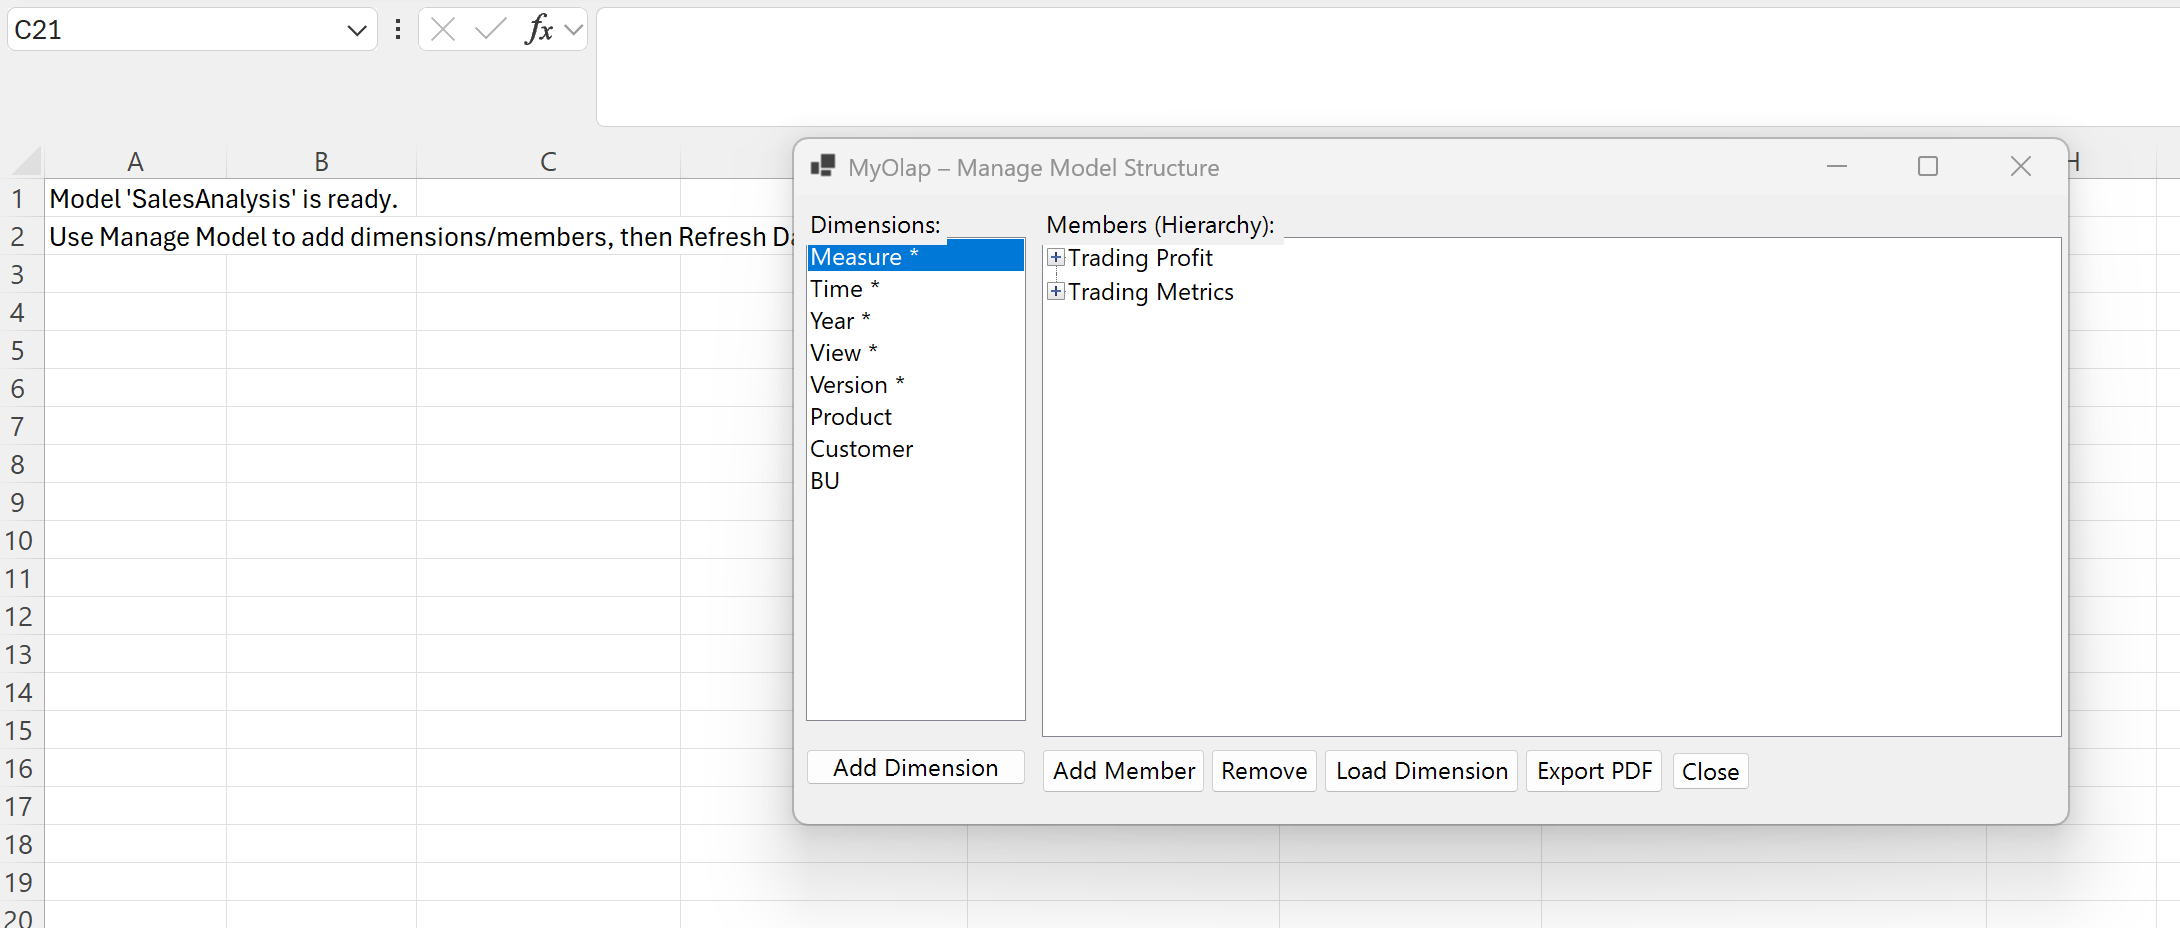 C21
fx
A B C H
MyOlap – Manage Model Structure
1 Model 'SalesAnalysis' is ready.
2 Use Manage Model to add dimensions/members, then Refresh Da
3
4
5
6
7
8
9
10
11
12
13
14
15
16
17
18
19
20
Dimensions:
Measure *
Time *
Year *
View *
Version *
Product
Customer
BU
Add Dimension
Members (Hierarchy):
Trading Profit
Trading Metrics
Add Member Remove Load Dimension Export PDF Close